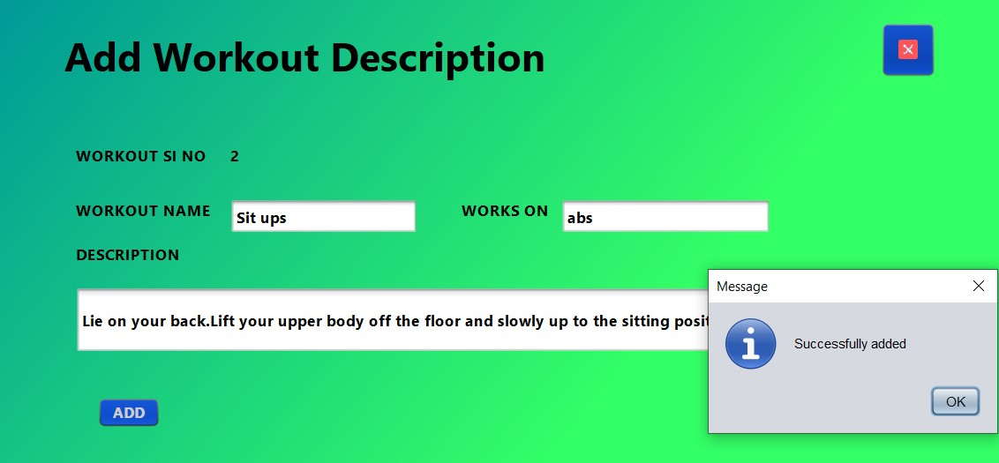 Add Workout Description
WORKOUT SI NO 2
WORKOUT NAME Sit ups WORKS ON abs
DESCRIPTION
Lie on your back.Lift your upper body off the floor and slowly up to the sitting posit
Message
Successfully added
OK
ADD